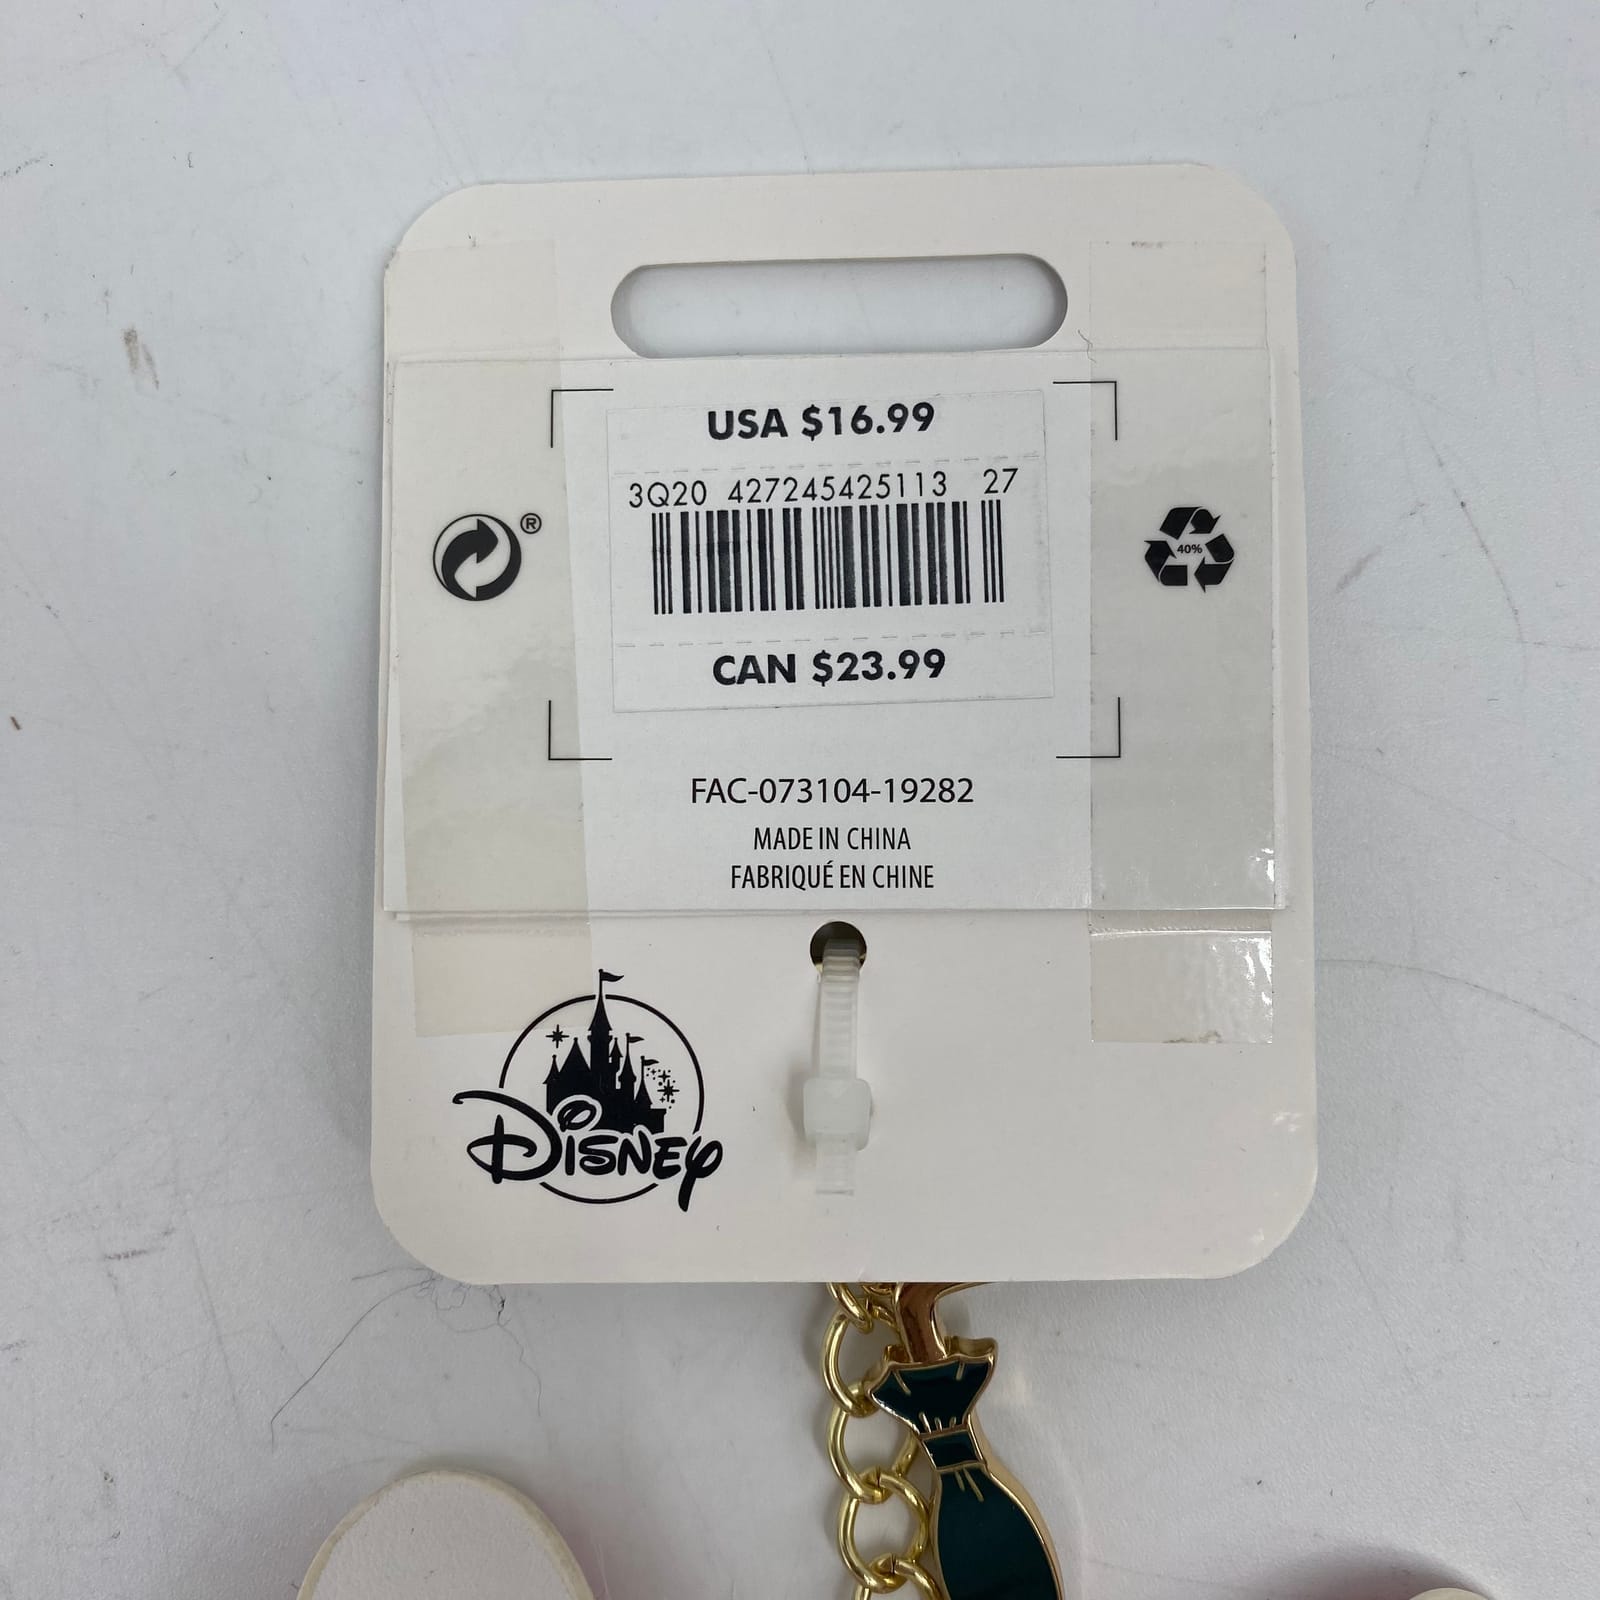 USA $16.99
3Q20 427245425113 27
®
40%
CAN $23.99
FAC-073104-19282
MADE IN CHINA
FABRIQUÉ EN CHINE
DISNEY